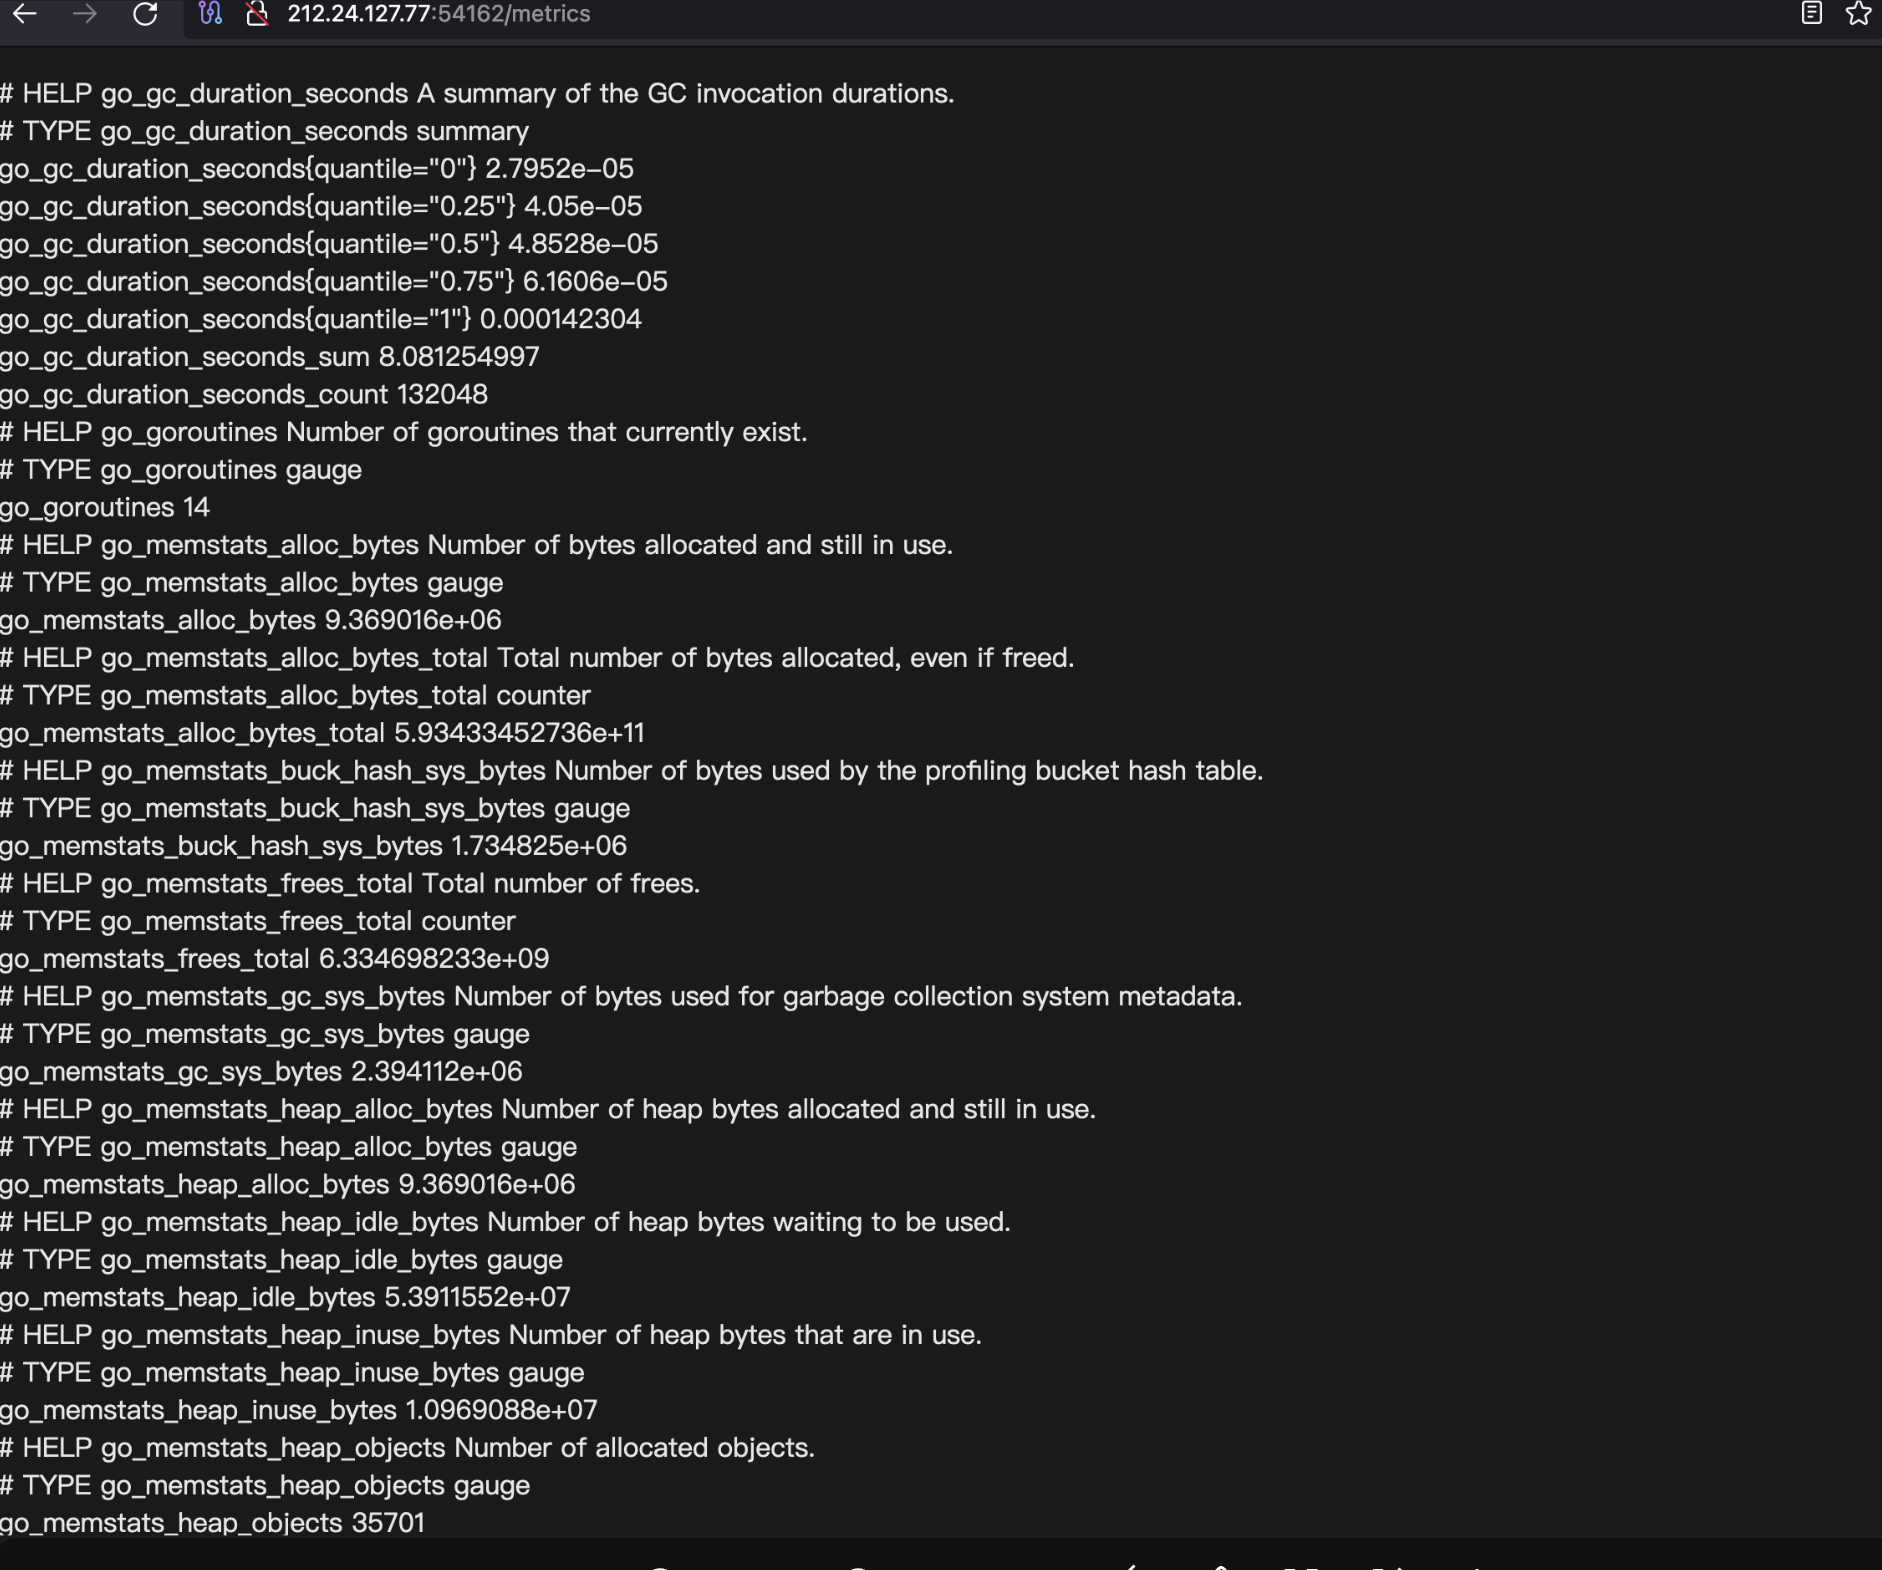 212.24.127.77:54162/metrics
# HELP go_gc_duration_seconds A summary of the GC invocation durations.
# TYPE go_gc_duration_seconds summary
go_gc_duration_seconds{quantile="0"} 2.7952e-05
go_gc_duration_seconds{quantile="0.25"} 4.05e-05
go_gc_duration_seconds{quantile="0.5"} 4.8528e-05
go_gc_duration_seconds{quantile="0.75"} 6.1606e-05
go_gc_duration_seconds{quantile="1"} 0.000142304
go_gc_duration_seconds_sum 8.081254997
go_gc_duration_seconds_count 132048
# HELP go_goroutines Number of goroutines that currently exist.
# TYPE go_goroutines gauge
go_goroutines 14
# HELP go_memstats_alloc_bytes Number of bytes allocated and still in use.
# TYPE go_memstats_alloc_bytes gauge
go_memstats_alloc_bytes 9.369016e+06
# HELP go_memstats_alloc_bytes_total Total number of bytes allocated, even if freed.
# TYPE go_memstats_alloc_bytes_total counter
go_memstats_alloc_bytes_total 5.93433452736e+11
# HELP go_memstats_buck_hash_sys_bytes Number of bytes used by the profiling bucket hash table.
# TYPE go_memstats_buck_hash_sys_bytes gauge
go_memstats_buck_hash_sys_bytes 1.734825e+06
# HELP go_memstats_frees_total Total number of frees.
# TYPE go_memstats_frees_total counter
go_memstats_frees_total 6.334698233e+09
# HELP go_memstats_gc_sys_bytes Number of bytes used for garbage collection system metadata.
# TYPE go_memstats_gc_sys_bytes gauge
go_memstats_gc_sys_bytes 2.394112e+06
# HELP go_memstats_heap_alloc_bytes Number of heap bytes allocated and still in use.
# TYPE go_memstats_heap_alloc_bytes gauge
go_memstats_heap_alloc_bytes 9.369016e+06
# HELP go_memstats_heap_idle_bytes Number of heap bytes waiting to be used.
# TYPE go_memstats_heap_idle_bytes gauge
go_memstats_heap_idle_bytes 5.3911552e+07
# HELP go_memstats_heap_inuse_bytes Number of heap bytes that are in use.
# TYPE go_memstats_heap_inuse_bytes gauge
go_memstats_heap_inuse_bytes 1.0969088e+07
# HELP go_memstats_heap_objects Number of allocated objects.
# TYPE go_memstats_heap_objects gauge
go_memstats_heap_objects 35701